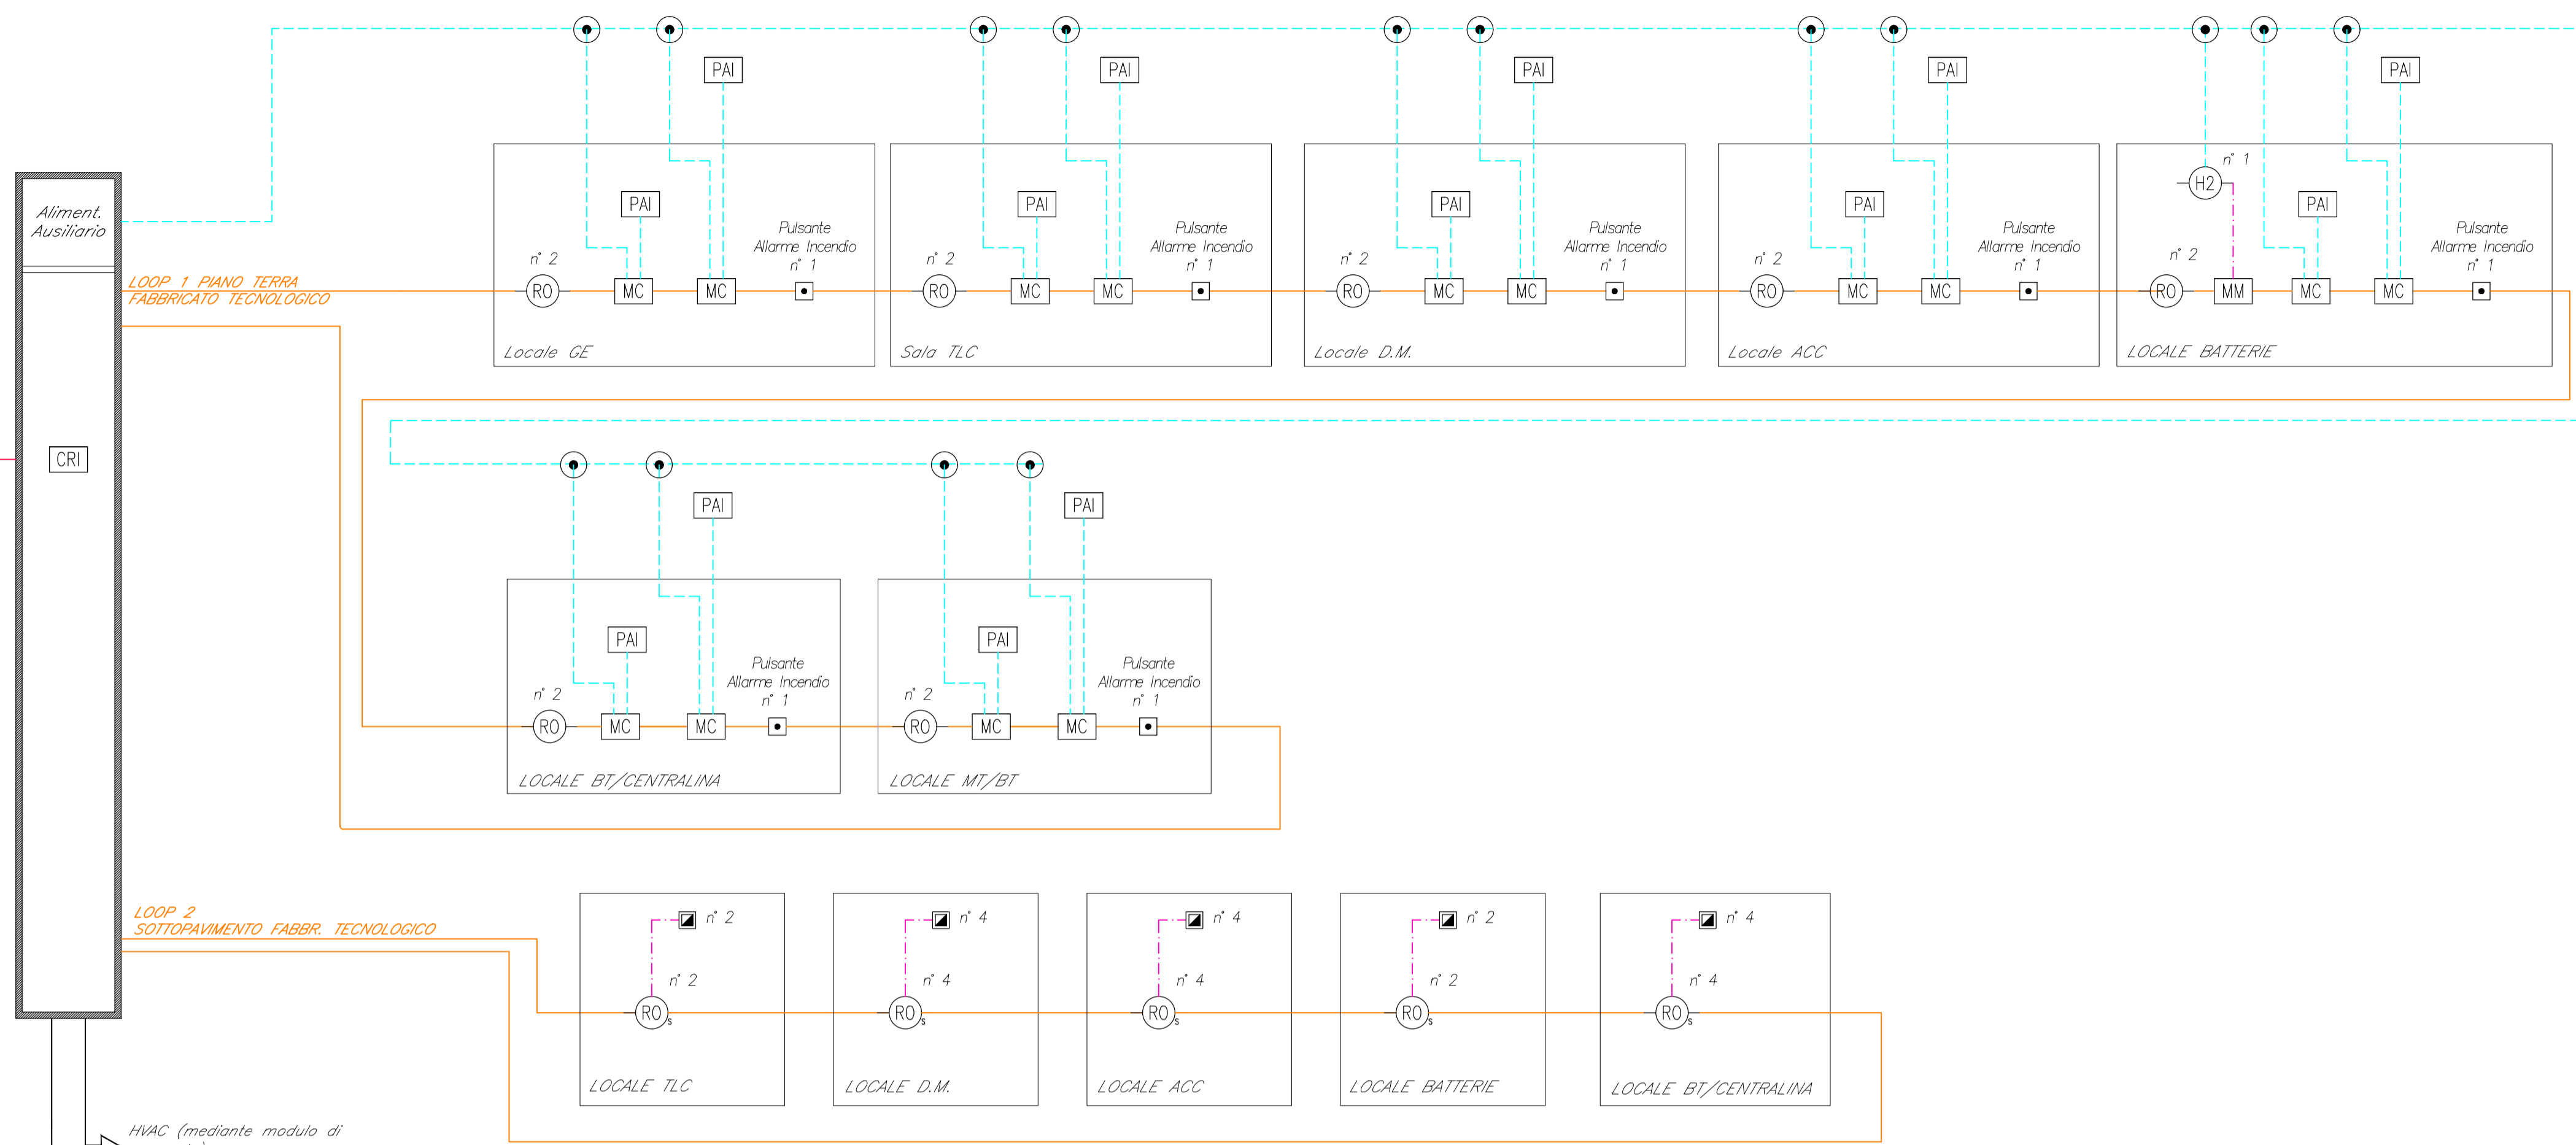 Aliment.
Ausiliario
LOOP 1 PIANO TERRA
FABBRICATO TECNOLOGICO
CRI
PAI
PAI
Pulsante
Allarme Incendio
n° 1
n° 2
RO
MC
MC
Locale GE
PAI
PAI
Pulsante
Allarme Incendio
n° 1
n° 2
RO
MC
MC
Sala TLC
PAI
PAI
Pulsante
Allarme Incendio
n° 1
n° 2
RO
MC
MC
Locale D.M.
PAI
PAI
Pulsante
Allarme Incendio
n° 1
n° 2
RO
MC
MC
Locale ACC
PAI
n° 1
H2
PAI
Pulsante
Allarme Incendio
n° 1
n° 2
RO
MM
MC
MC
LOCALE BATTERIE
PAI
PAI
Pulsante
Allarme Incendio
n° 1
n° 2
RO
MC
MC
LOCALE BT/CENTRALINA
PAI
PAI
Pulsante
Allarme Incendio
n° 1
n° 2
RO
MC
MC
LOCALE MT/BT
LOOP 2
SOTTOPAVIMENTO FABBR. TECNOLOGICO
n° 2
n° 2
RO s
LOCALE TLC
n° 4
n° 4
RO s
LOCALE D.M.
n° 4
n° 4
RO s
LOCALE ACC
n° 2
n° 2
RO s
LOCALE BATTERIE
n° 4
n° 4
RO s
LOCALE BT/CENTRALINA
HVAC (mediante modulo di